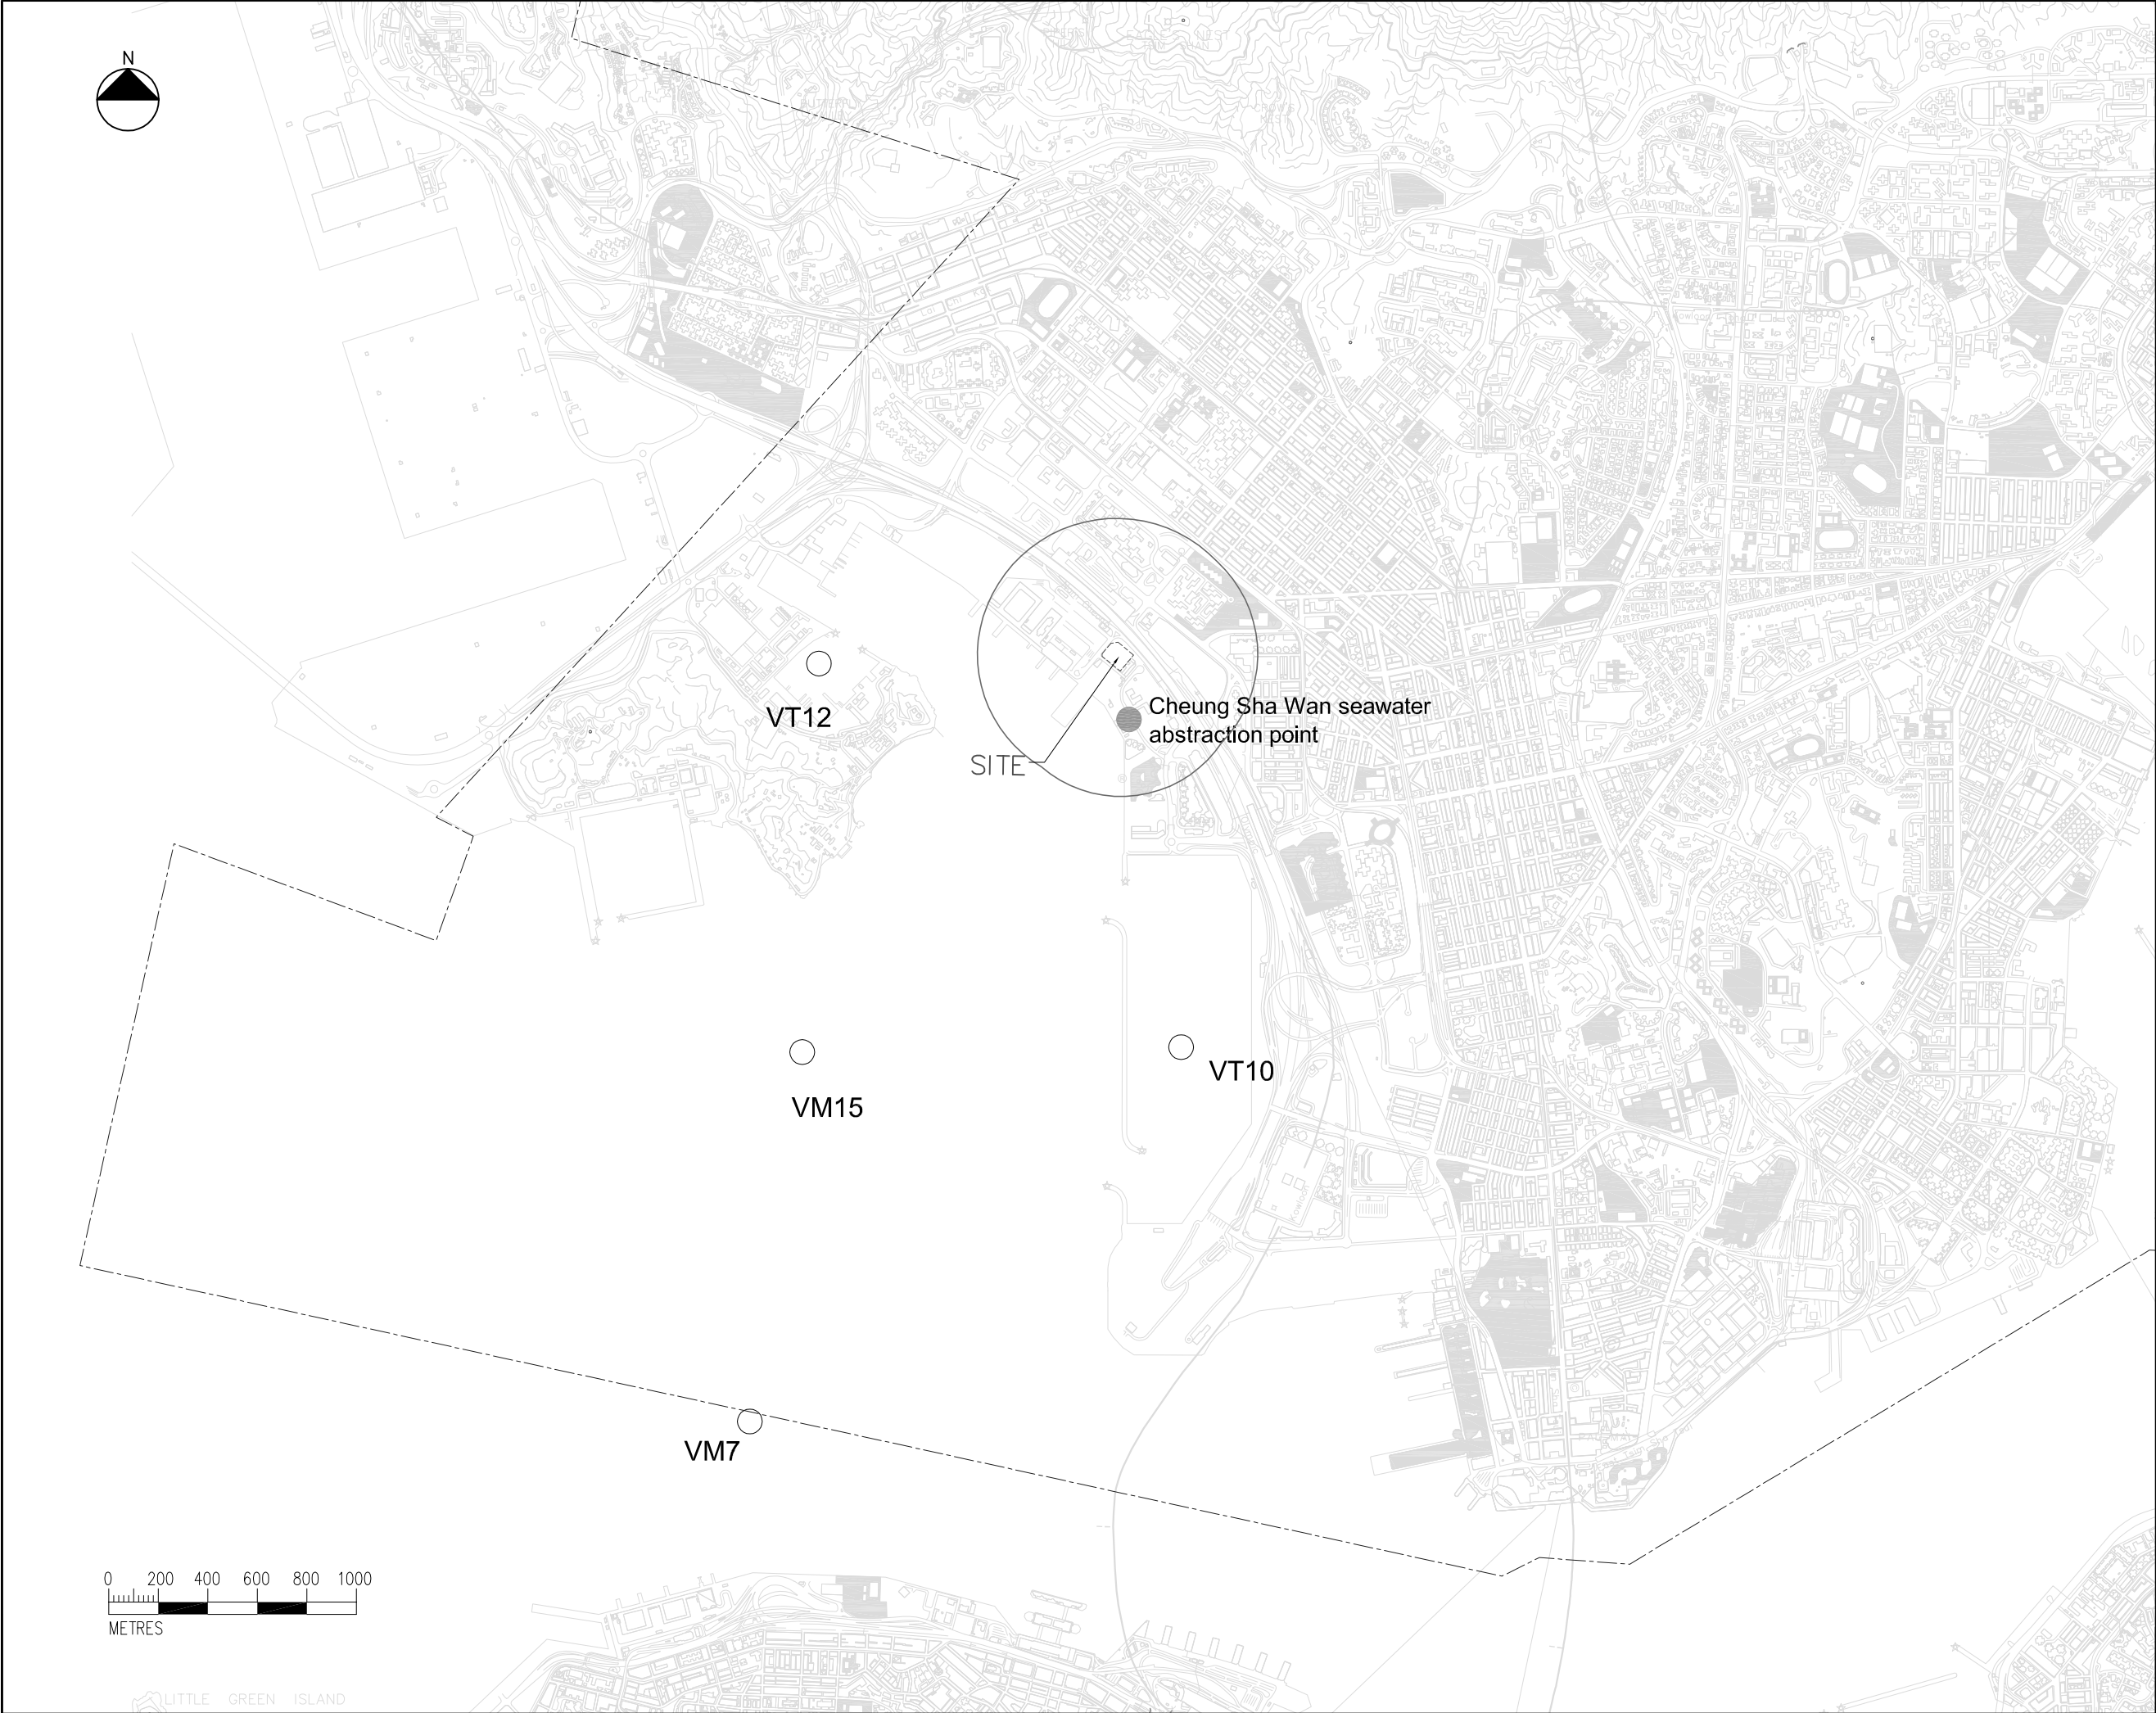 N
VT12
Cheung Sha Wan seawater
abstraction point
SITE
VT10
VM15
VM7
0 200 400 600 800 1000
METRES
LITTLE GREEN ISLAND